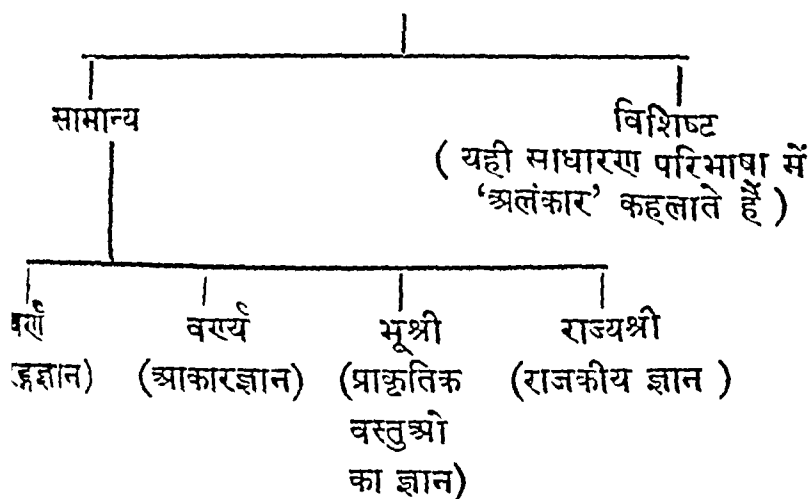 सामान्य विशिष्ट
( यही साधारण परिभाषा में
‘अलंकार’ कहलाते हैं )
वर्ण्य भूश्री राज्यश्री
(आकारज्ञान) (प्राकृतिक (राजकीय ज्ञान )
वस्तुओ
का ज्ञान)